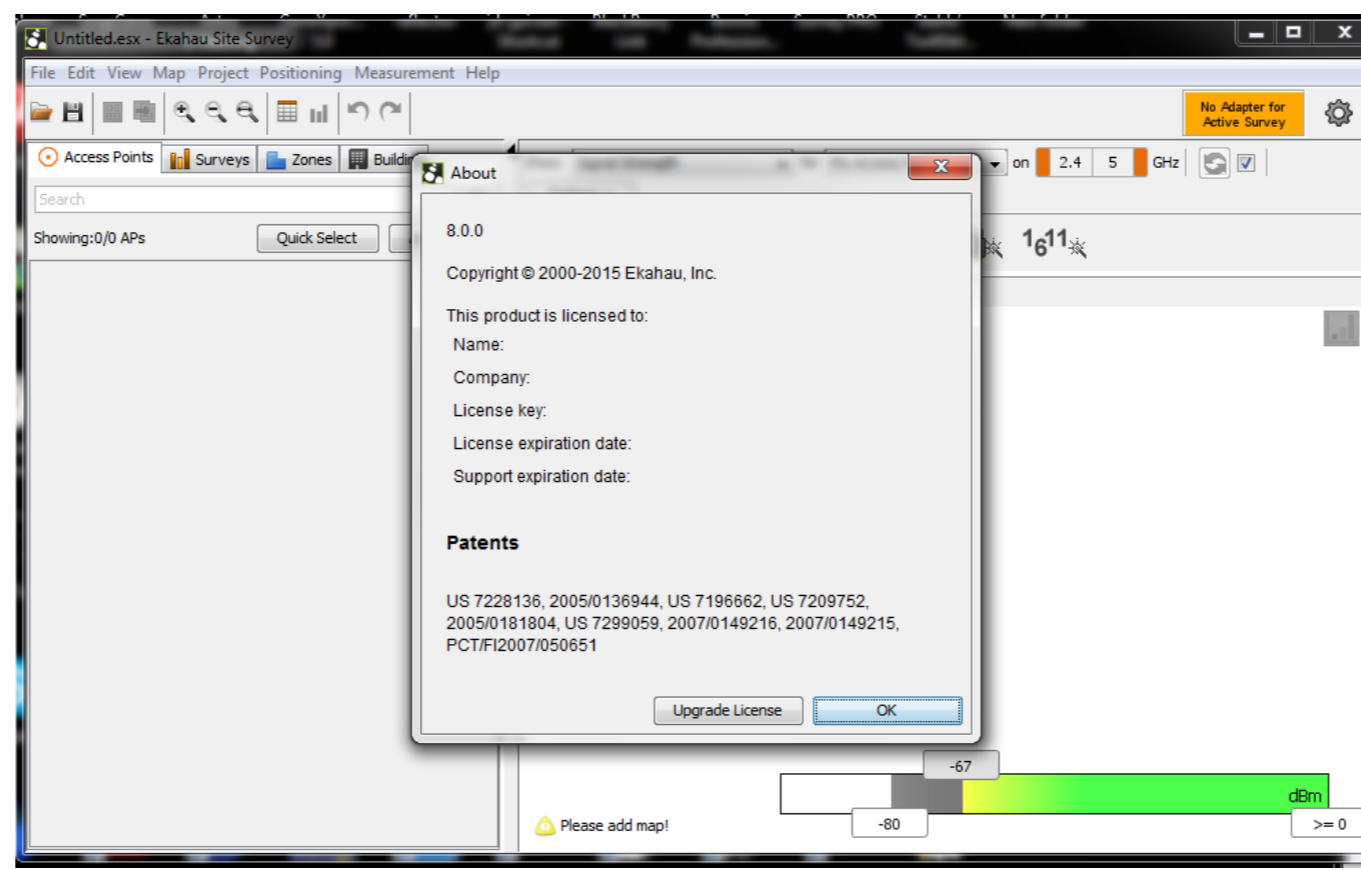 Untitled.esx - Ekahau Site Survey
File Edit View Map Project Positioning Measurement Help
No Adapter for
Active Survey
Access Points Surveys Zones
on 2.4 5 GHz
Search
Showing:0/0 APs Quick Select
1 6 11
About
8.0.0
Copyright © 2000-2015 Ekahau, Inc.
This product is licensed to:
Name:
Company:
License key:
License expiration date:
Support expiration date:
Patents
US 7228136, 2005/0136944, US 7196662, US 7209752,
2005/0181804, US 7299059, 2007/0149216, 2007/0149215,
PCT/FI2007/050651
Upgrade License OK
-67
dBm
Please add map! -80 >= 0